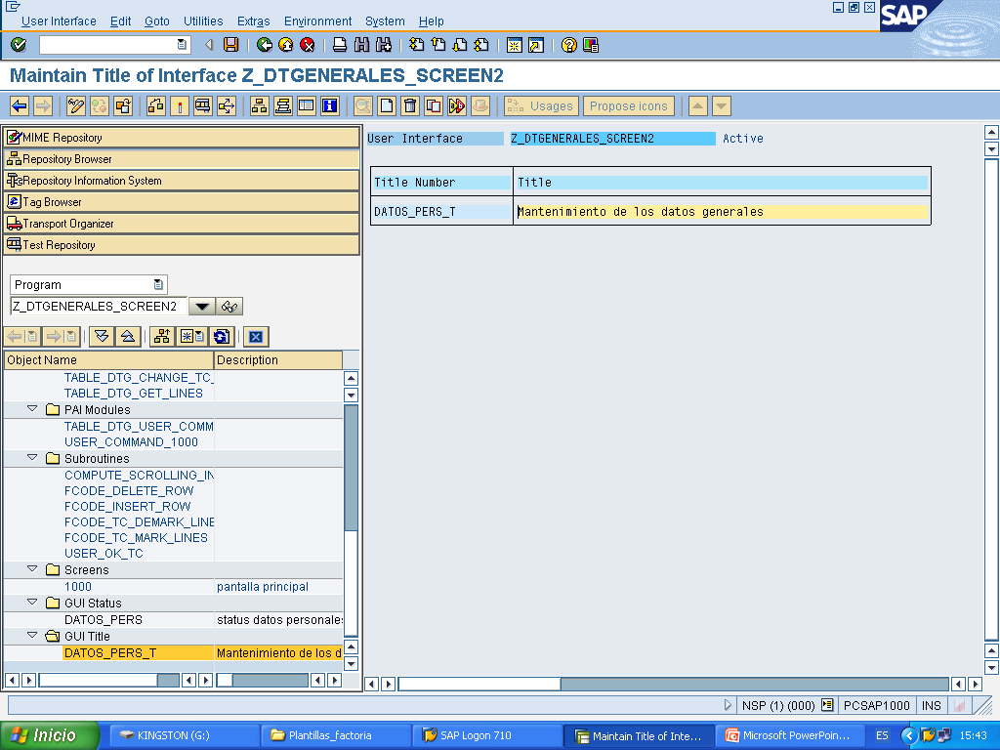 User Interface Edit Goto Utilities Extras Environment System Help
SAP
Maintain Title of Interface Z_DTGENERALES_SCREEN2
Usages Propose icons
MIME Repository
Repository Browser
Repository Information System
Tag Browser
Transport Organizer
Test Repository
Program
Z_DTGENERALES_SCREEN2
Object Name Description
TABLE_DTG_CHANGE_TC_
TABLE_DTG_GET_LINES
PAI Modules
TABLE_DTG_USER_COMM
USER_COMMAND_1000
Subroutines
COMPUTE_SCROLLING_IN
FCODE_DELETE_ROW
FCODE_INSERT_ROW
FCODE_TC_DEMARK_LINE
FCODE_TC_MARK_LINES
USER_OK_TC
Screens
1000 pantalla principal
GUI Status
DATOS_PERS status datos personales
GUI Title
DATOS_PERS_T Mantenimiento de los d
User Interface Z_DTGENERALES_SCREEN2 Active
Title Number Title
DATOS_PERS_T Mantenimiento de los datos generales
NSP (1) (000) PCSAP1000 INS
Inicio KINGSTON (G:) Plantillas_factoria SAP Logon 710 Maintain Title of Inte... Microsoft PowerPoin... ES 15:43